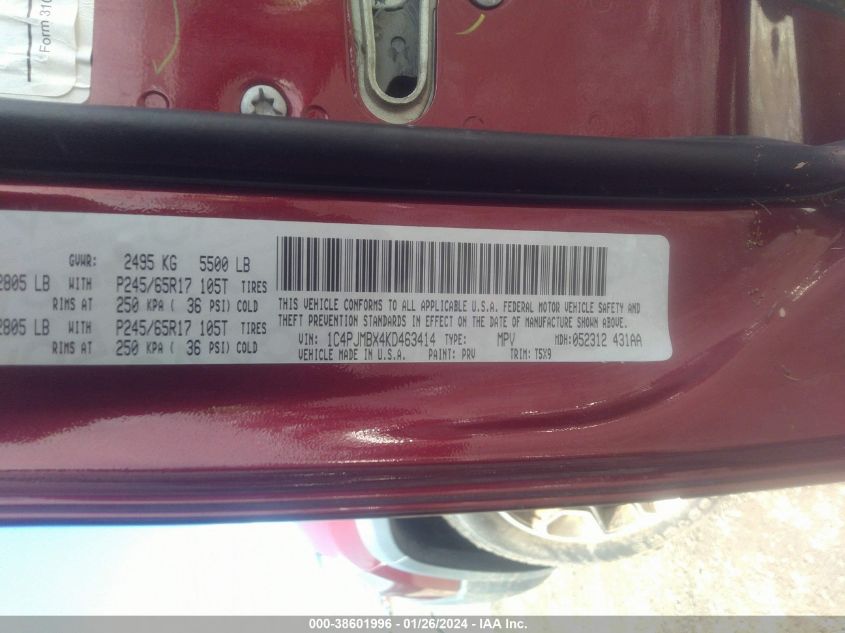 Form 310
GVWR: 2495 KG 5500 LB
2805 LB WITH P245/65R17 105T TIRES
RIMS AT 250 KPA ( 36 PSI) COLD
2805 LB WITH P245/65R17 105T TIRES
RIMS AT 250 KPA ( 36 PSI) COLD
THIS VEHICLE CONFORMS TO ALL APPLICABLE U.S.A. FEDERAL MOTOR VEHICLE SAFETY AND
THEFT PREVENTION STANDARDS IN EFFECT ON THE DATE OF MANUFACTURE SHOWN ABOVE.
VIN: 1C4PJMBX4KD463414 TYPE: MPV MDH: 052312 431AA
VEHICLE MADE IN U.S.A. PAINT: PRV TRIM: T5X9
000-38601996 - 01/26/2024 - IAA Inc.